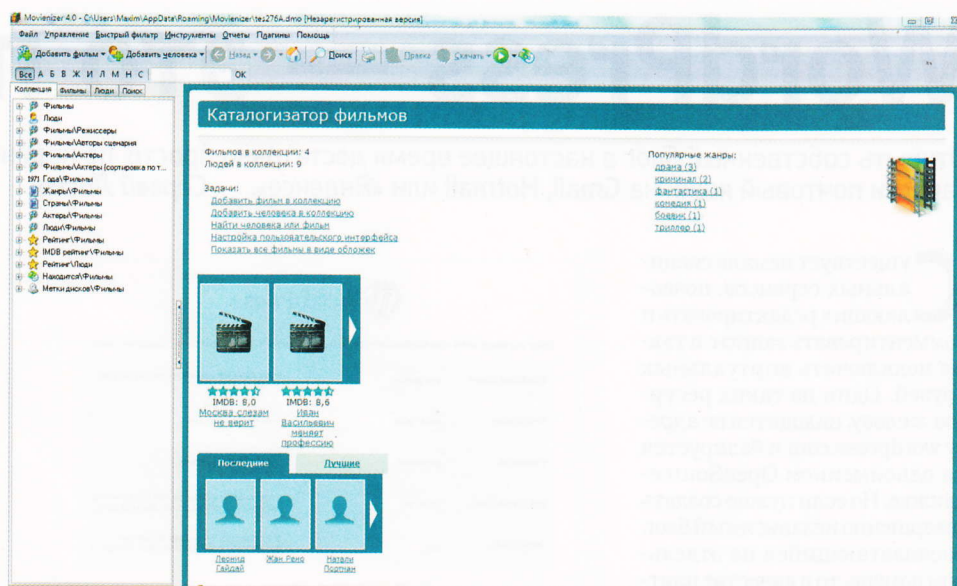 Movienizer 4.0 - C:\Users\Maxim\AppData\Roaming\Movienizer\tes276A.dmo [Незарегистрированная версия]
Файл Управление Быстрый фильтр Инструменты Отчеты Плагины Помощь
Добавить фильм Добавить человека Назад Поиск Правка Скачать
Все А Б В Ж И Л М Н С OK
Коллекция Фильмы Люди Поиск
Фильмы
Люди
Фильмы\Режиссеры
Фильмы\Авторы сценария
Фильмы\Актеры
Фильмы\Актеры (сортировка по т...
1971 Года\Фильмы
Жанры\Фильмы
Страны\Фильмы
Актеры\Фильмы
Люди\Фильмы
Рейтинг\Фильмы
IMDB рейтинг\Фильмы
Рейтинг\Люди
Находится\Фильмы
Метки дисков\Фильмы
Каталогизатор фильмов
Фильмов в коллекции: 4
Людей в коллекции: 9
Задачи:
Добавить фильм в коллекцию
Добавить человека в коллекцию
Найти человека или фильм
Настройка пользовательского интерфейса
Показать все фильмы в виде обложек
Популярные жанры:
драма (3)
криминал (2)
фантастика (1)
комедия (1)
боевик (1)
триллер (1)
IMDB: 8,0
Москва слезам
не верит
IMDB: 8,6
Иван
Васильевич
меняет
профессию
Последние Лучшие
Леонид
Гайдай
Жан Рено
Натали
Портман